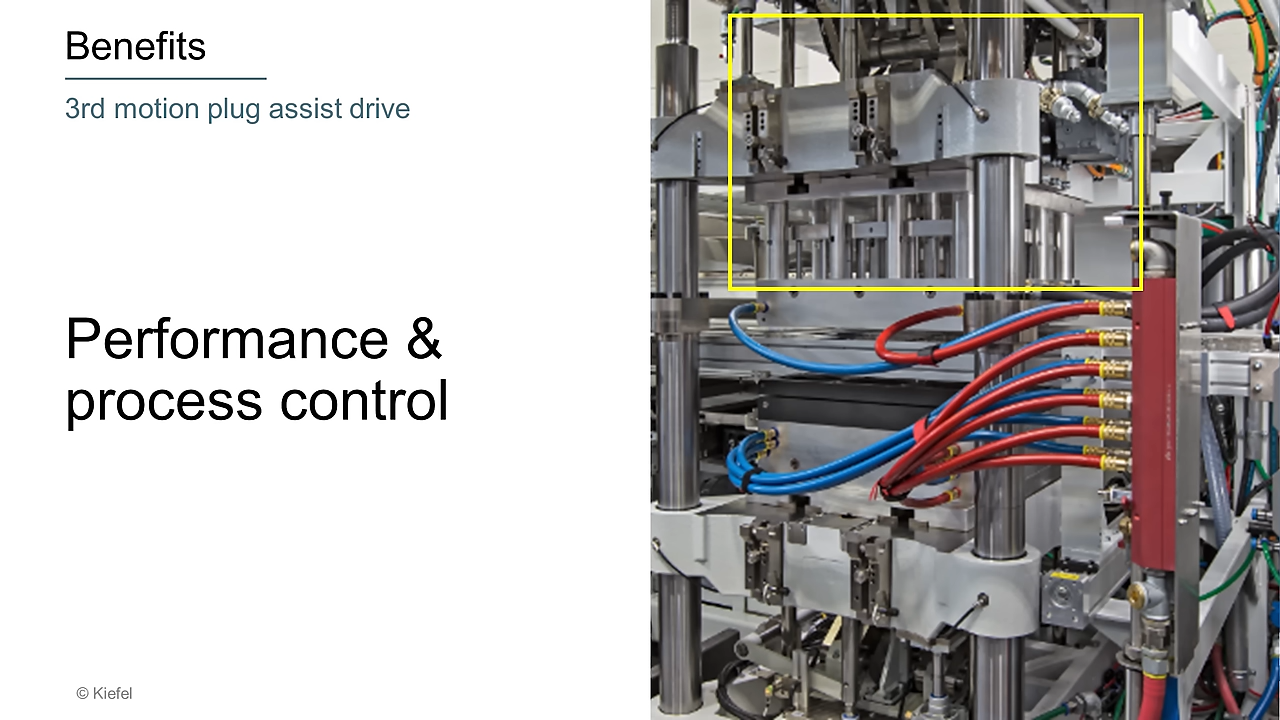 Benefits
3rd motion plug assist drive
Performance &
process control
© Kiefel